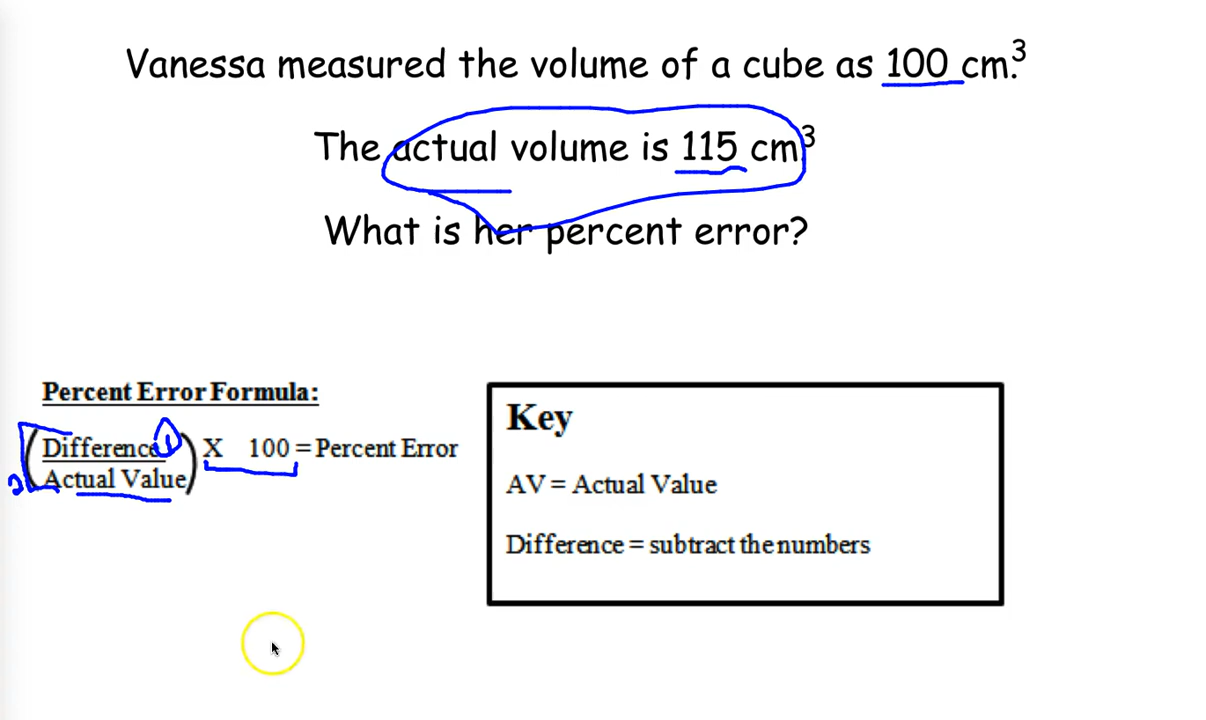 Vanessa measured the volume of a cube as 100 cm.³
The actual volume is 115 cm³
What is her percent error?
Percent Error Formula:
(Difference / Actual Value) X 100 = Percent Error
Key
AV = Actual Value
Difference = subtract the numbers